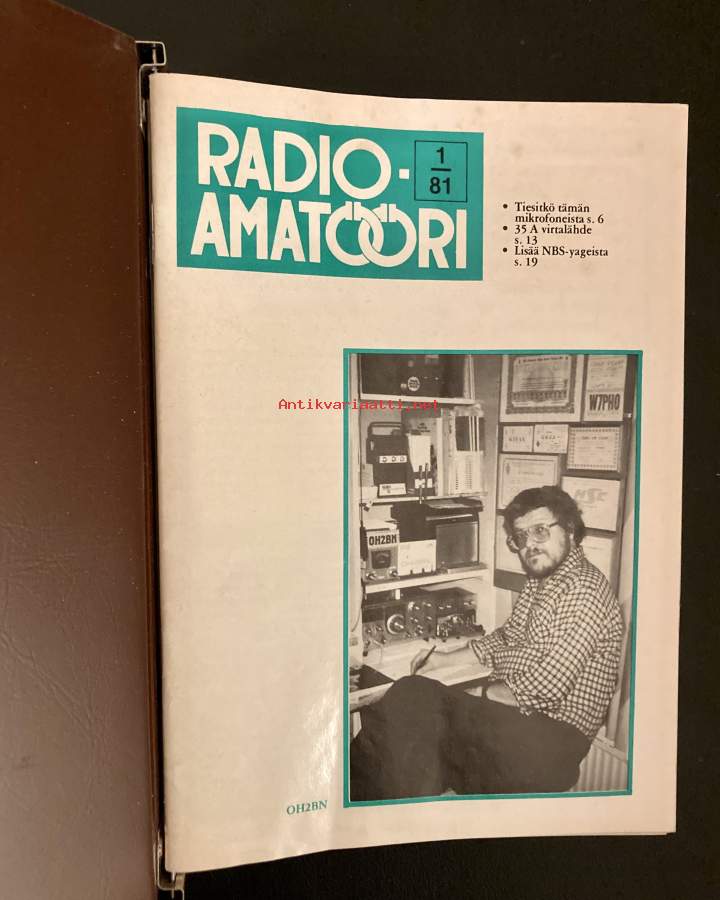 RADIO-
AMATÖÖRI
1
81
• Tiesitkö tämän
mikrofoneista s. 6
• 35 A virtalähde
s. 13
• Lisää NBS-yageista
s. 19
Antikvariaatti.net
W7PHO
OH2BN
OH2BN